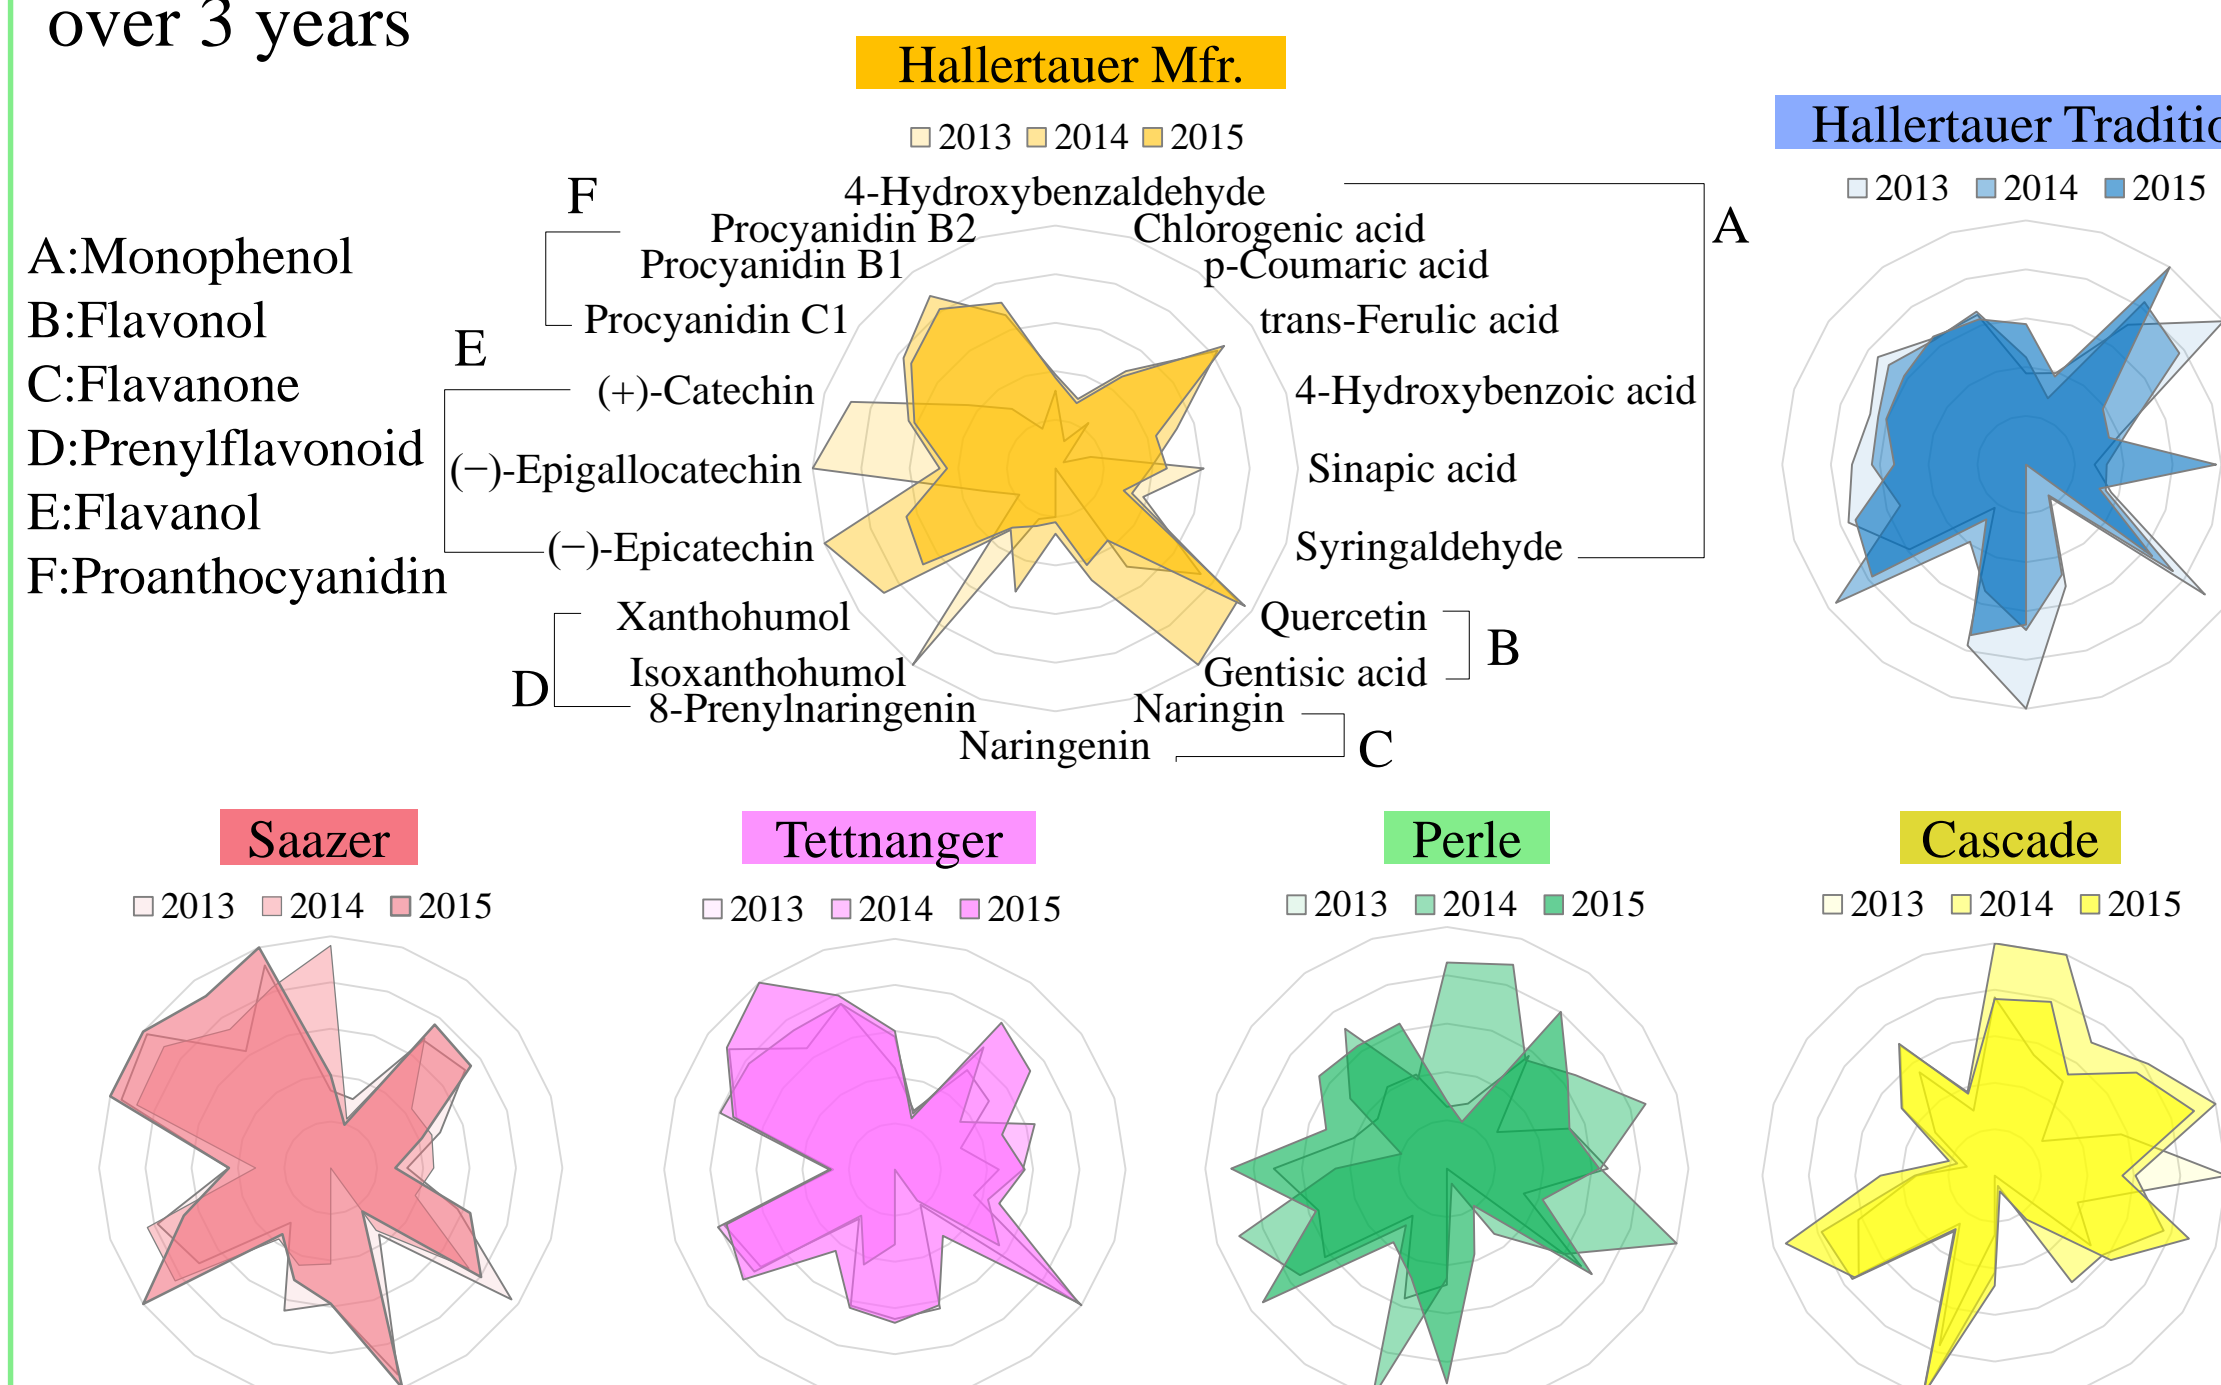 over 3 years
Hallertauer Mfr.
2013 2014 2015
Hallertauer Traditio
2013 2014 2015
A:Monophenol
B:Flavonol
C:Flavanone
D:Prenylflavonoid
E:Flavanol
F:Proanthocyanidin
4-Hydroxybenzaldehyde
Chlorogenic acid
p-Coumaric acid
trans-Ferulic acid
4-Hydroxybenzoic acid
Sinapic acid
Syringaldehyde
A
Quercetin
Gentisic acid
B
Naringin
Naringenin
C
8-Prenylnaringenin
Isoxanthohumol
Xanthohumol
D
(−)-Epicatechin
(−)-Epigallocatechin
(+)-Catechin
E
Procyanidin C1
Procyanidin B1
Procyanidin B2
F
Saazer
2013 2014 2015
Tettnanger
2013 2014 2015
Perle
2013 2014 2015
Cascade
2013 2014 2015